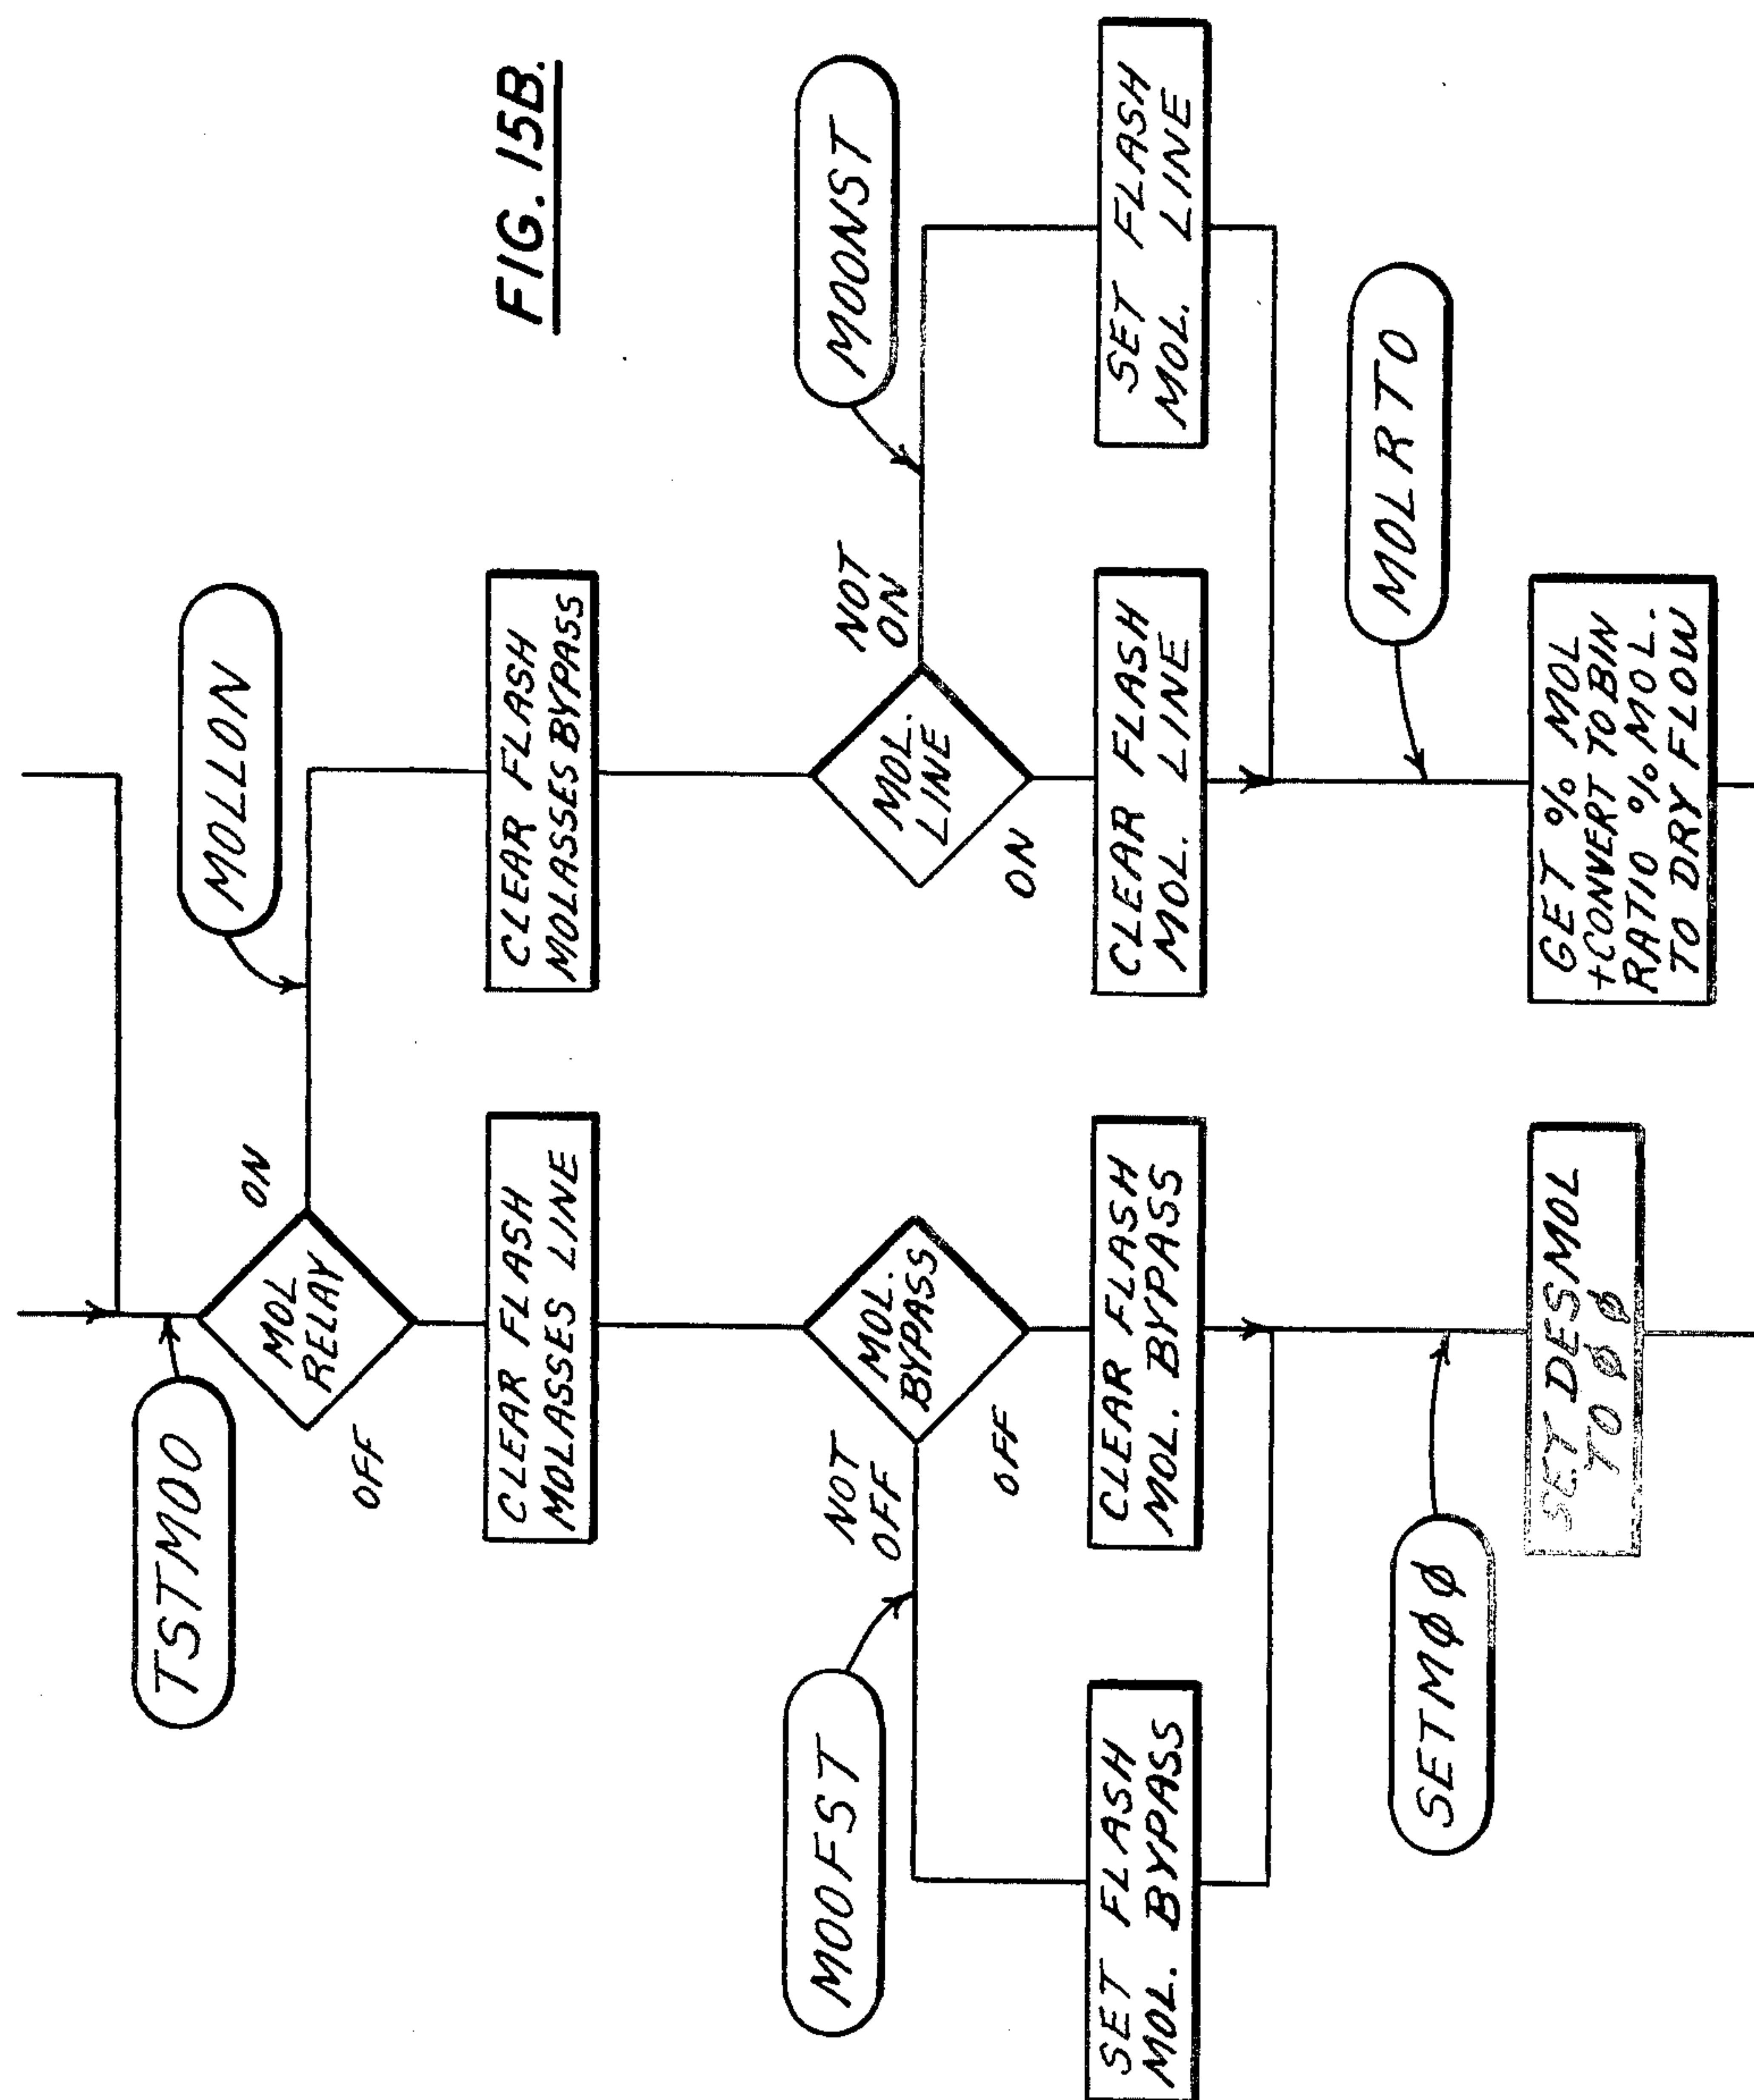 FIG. 15B.
TSTMOO
MOL
RELAY
ON
OFF
MOLLON
CLEAR FLASH
MOLASSES LINE
CLEAR FLASH
MOLASSES BYPASS
MOOFST
NOT
OFF
MOL.
BYPASS
OFF
MOL.
LINE
NOT
ON
ON
MOONST
SET FLASH
MOL. BYPASS
CLEAR FLASH
MOL. BYPASS
CLEAR FLASH
MOL. LINE
SET FLASH
MOL. LINE
SETMØØ
MOLRTO
SET DESMOL
TO ØØ
GET % MOL
+CONVERT TO BIN
RATIO % MOL.
TO DRY FLOW